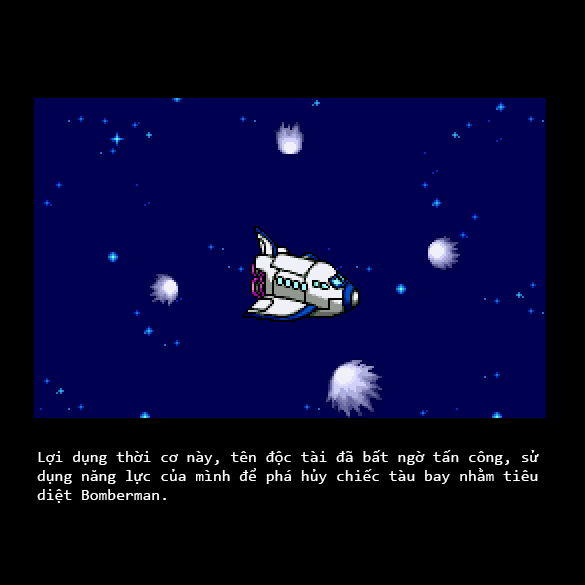 Lợi dụng thời cơ này, tên độc tài đã bất ngờ tấn công, sử
dụng năng lực của mình để phá hủy chiếc tàu bay nhằm tiêu
diệt Bomberman.